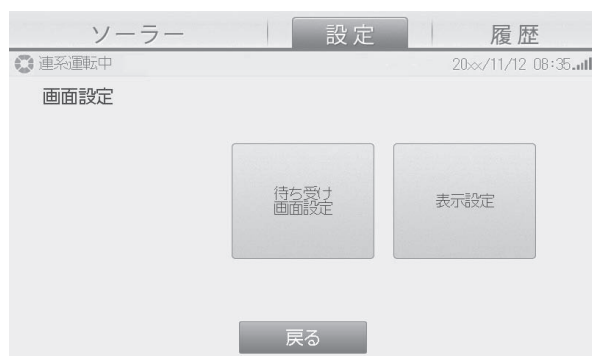 ソーラー 設定 履歴
連系運転中 20xx/11/12 08:35
画面設定
待ち受け
画面設定
表示設定
戻る